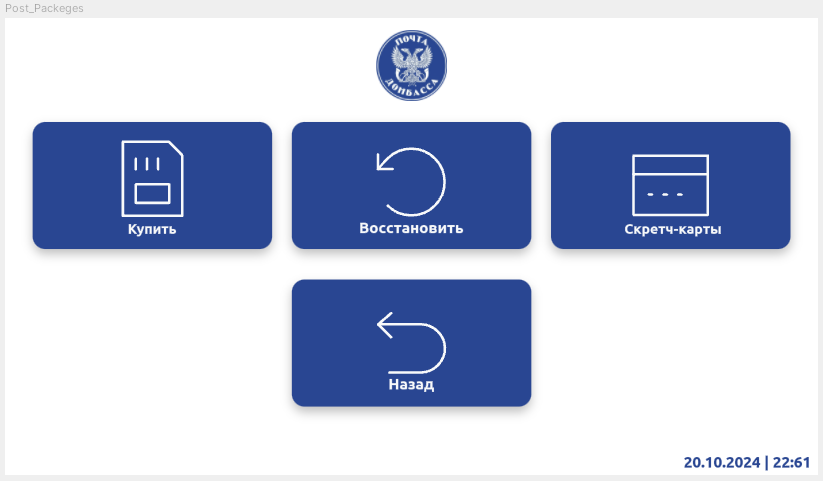 Post_Packeges
ПОЧТА
ДОНБАССА
Купить
Восстановить
Скретч-карты
Назад
20.10.2024 | 22:61